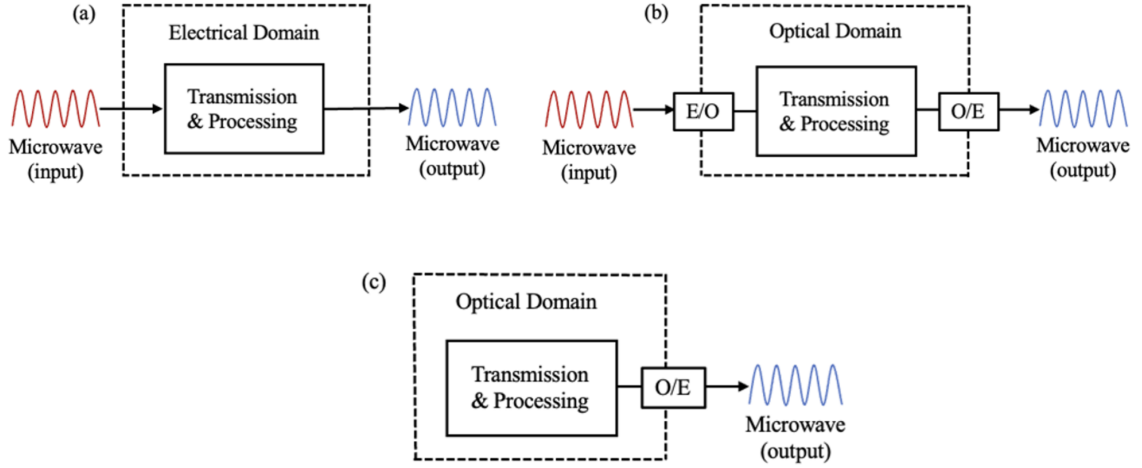 (a)
Electrical Domain
Transmission
& Processing
Microwave
(input)
Microwave
(output)
(b)
Optical Domain
E/O
Transmission
& Processing
O/E
Microwave
(input)
Microwave
(output)
(c)
Optical Domain
Transmission
& Processing
O/E
Microwave
(output)